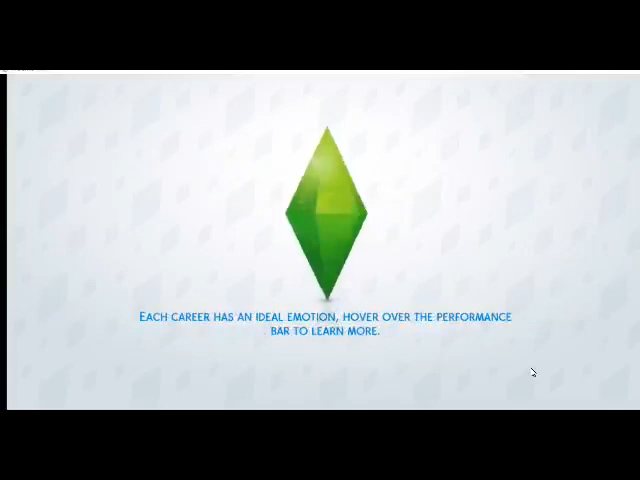 EACH CAREER HAS AN IDEAL EMOTION, HOVER OVER THE PERFORMANCE
BAR TO LEARN MORE.